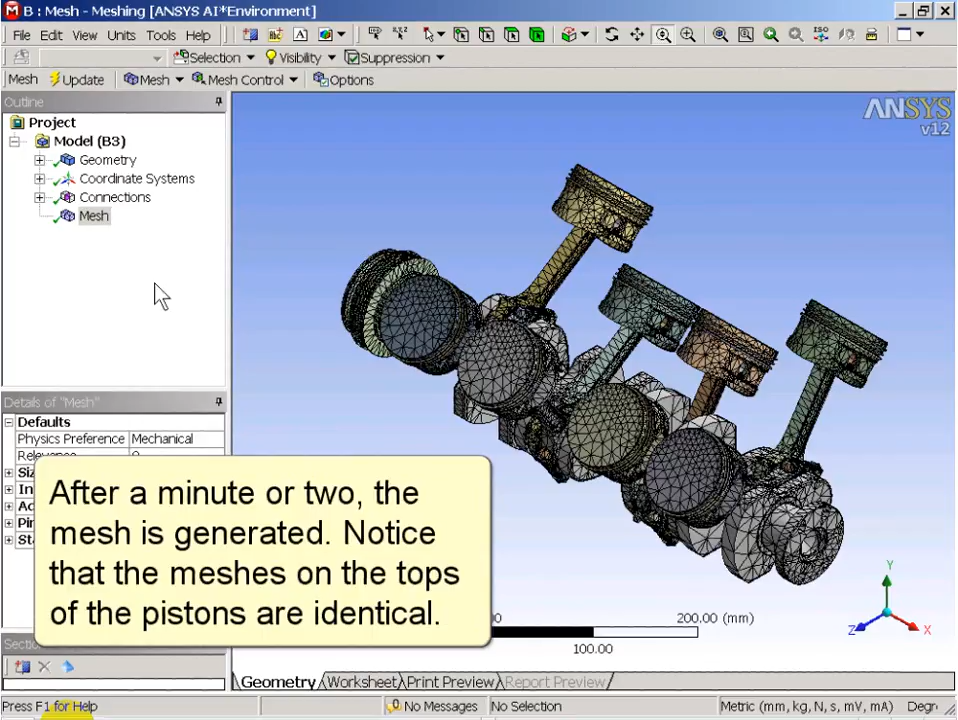 B : Mesh - Meshing [ANSYS AI*Environment]
File Edit View Units Tools Help
Selection Visibility Suppression
Mesh Update Mesh Mesh Control Options
Outline
Project
Model (B3)
Geometry
Coordinate Systems
Connections
Mesh
ANSYS
v12
Details of "Mesh"
Defaults
Physics Preference Mechanical
After a minute or two, the
mesh is generated. Notice
that the meshes on the tops
of the pistons are identical.
200.00 (mm)
100.00
Y
Z X
Geometry Worksheet Print Preview Report Preview
Press F1 for Help No Messages No Selection Metric (mm, kg, N, s, mV, mA) Degr